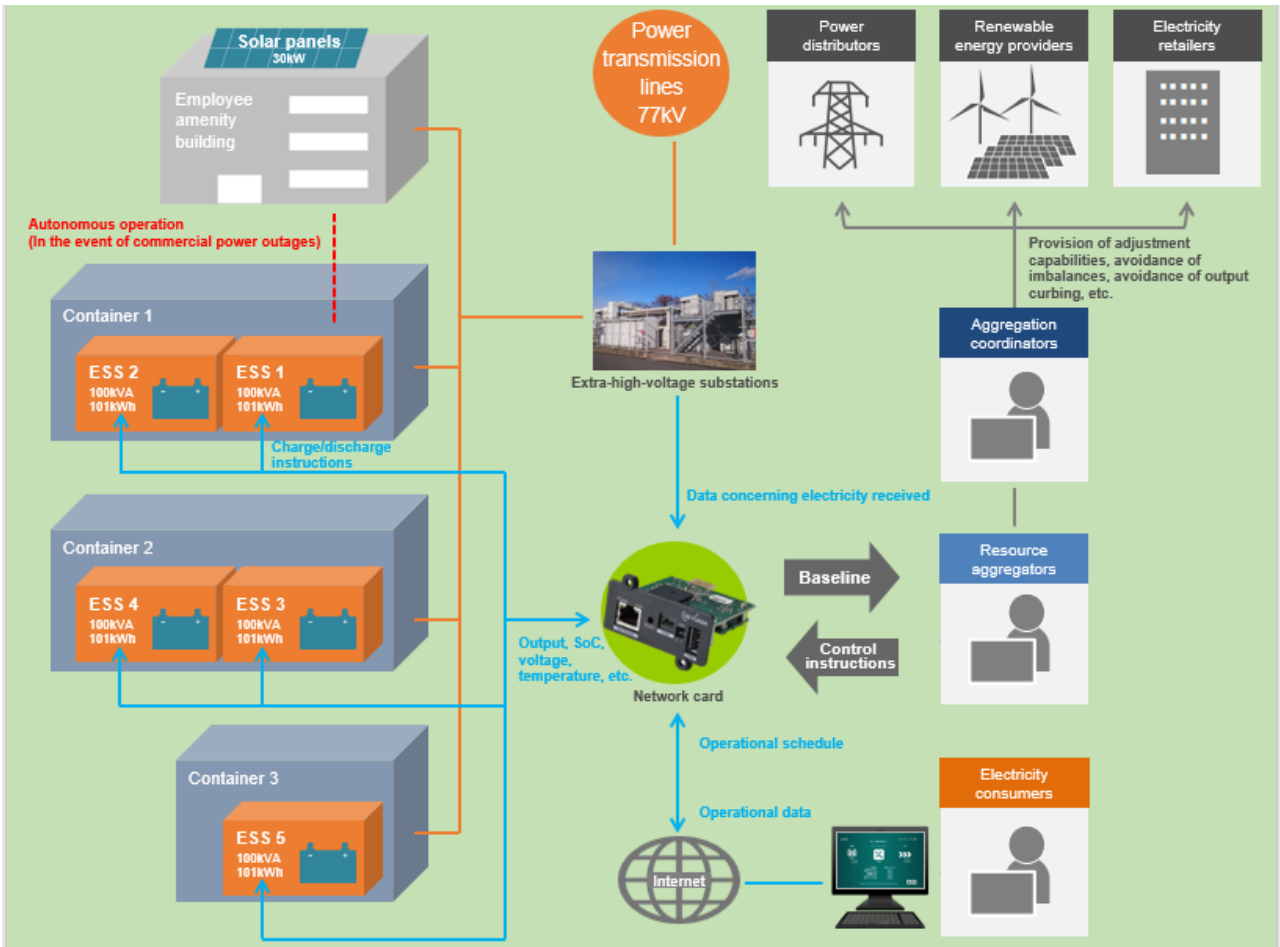 Solar panels
30kW
Employee
amenity
building
Power
transmission
lines
77kV
Power
distributors
Renewable
energy providers
Electricity
retailers
Autonomous operation
(In the event of commercial power outages)
Provision of adjustment
capabilities, avoidance of
imbalances, avoidance of output
curbing, etc.
Container 1
ESS 2
100kVA
101kWh
ESS 1
100kVA
101kWh
Charge/discharge
instructions
Extra-high-voltage substations
Aggregation
coordinators
Data concerning electricity received
Container 2
ESS 4
100kVA
101kWh
ESS 3
100kVA
101kWh
Output, SoC,
voltage,
temperature, etc.
Network card
Baseline
Control
instructions
Resource
aggregators
Operational schedule
Operational data
Container 3
ESS 5
100kVA
101kWh
Internet
Electricity
consumers